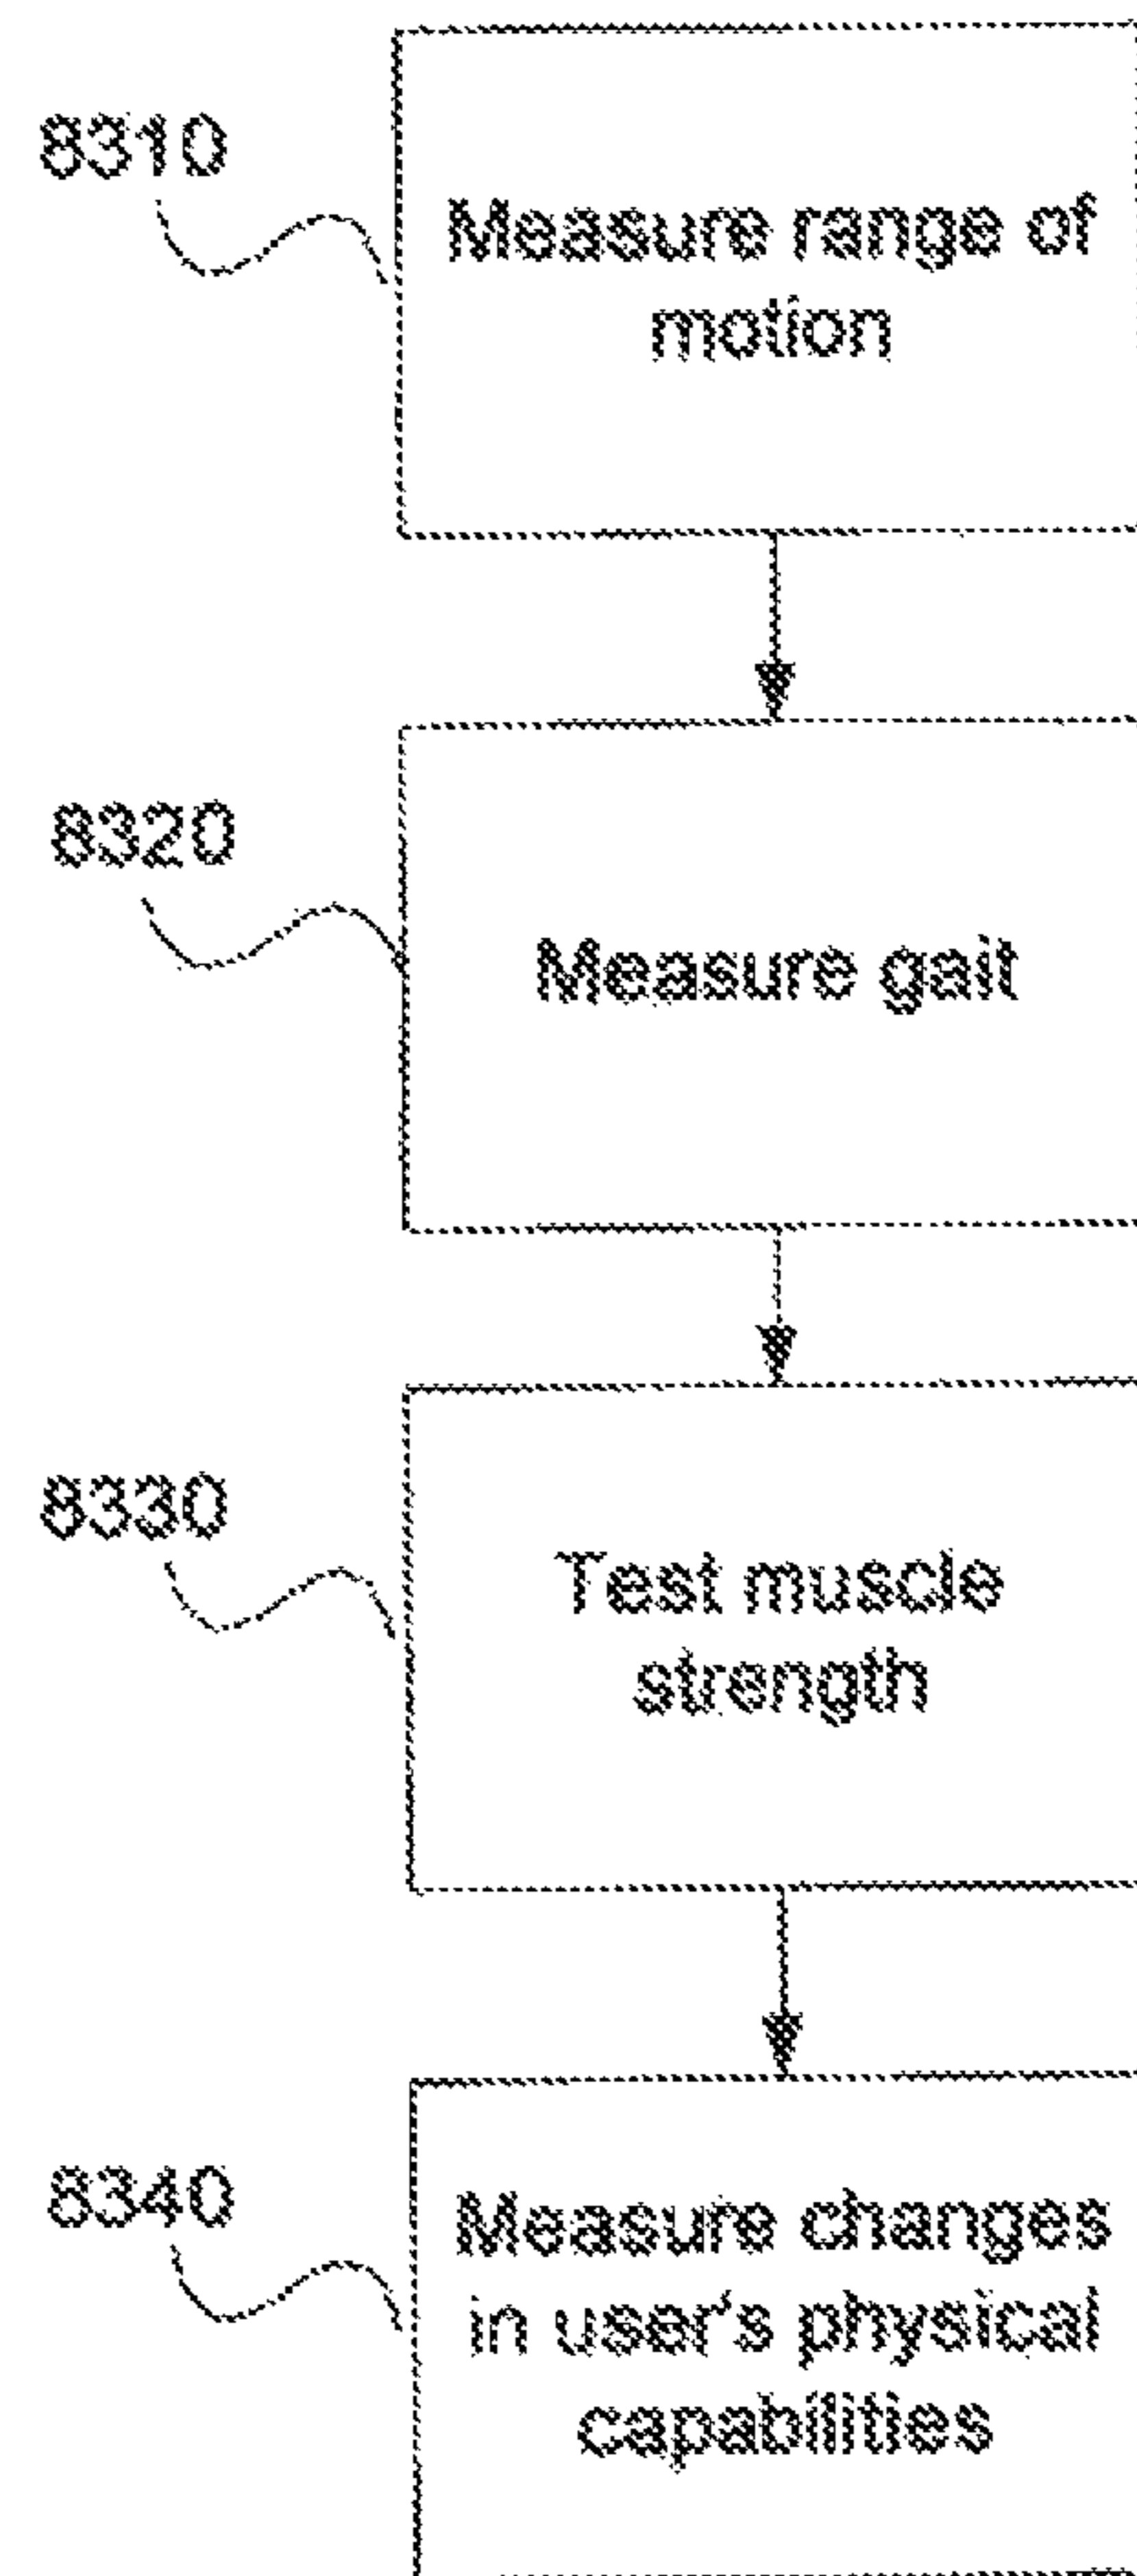 8310
Measure range of
motion
8320
Measure gait
8330
Test muscle
strength
8340
Measure changes
in user's physical
capabilities